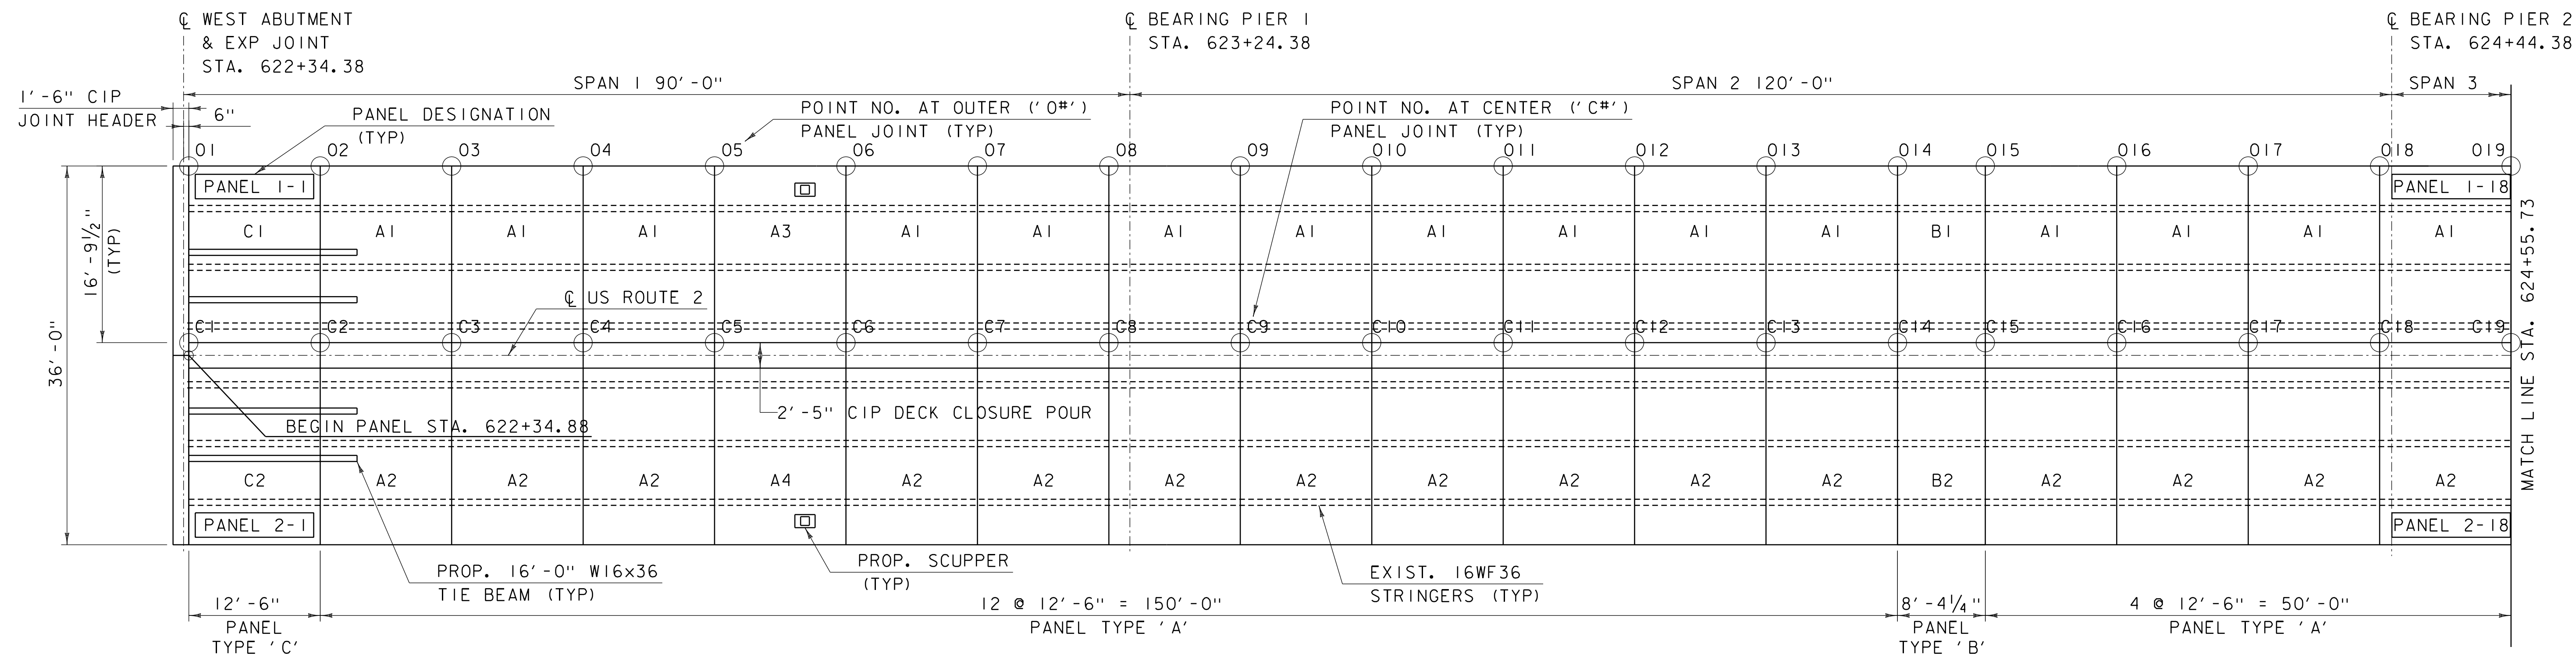 ℄ WEST ABUTMENT
& EXP JOINT
STA. 622+34.38
℄ BEARING PIER 1
STA. 623+24.38
℄ BEARING PIER 2
STA. 624+44.38
SPAN 1 90'-0"
SPAN 2 120'-0"
SPAN 3
1'-6" CIP
JOINT HEADER
6"
PANEL DESIGNATION
(TYP)
POINT NO. AT OUTER ('O#')
PANEL JOINT (TYP)
POINT NO. AT CENTER ('C#')
PANEL JOINT (TYP)
O1 O2 O3 O4 O5 O6 O7 O8 O9 O10 O11 O12 O13 O14 O15 O16 O17 O18 O19
PANEL 1-1
PANEL 1-18
C1 A1 A1 A1 A3 A1 A1 A1 A1 A1 A1 A1 A1 B1 A1 A1 A1 A1
16'-9½"
(TYP)
36'-0"
℄ US ROUTE 2
C1 C2 C3 C4 C5 C6 C7 C8 C9 C10 C11 C12 C13 C14 C15 C16 C17 C18 C19
MATCH LINE STA. 624+55.73
2'-5" CIP DECK CLOSURE POUR
BEGIN PANEL STA. 622+34.88
C2 A2 A2 A2 A4 A2 A2 A2 A2 A2 A2 A2 A2 B2 A2 A2 A2 A2
PANEL 2-1
PANEL 2-18
PROP. 16'-0" W16x36
TIE BEAM (TYP)
PROP. SCUPPER
(TYP)
EXIST. 16WF36
STRINGERS (TYP)
12'-6"
PANEL
TYPE 'C'
12 @ 12'-6" = 150'-0"
PANEL TYPE 'A'
8'-4¼"
PANEL
TYPE 'B'
4 @ 12'-6" = 50'-0"
PANEL TYPE 'A'